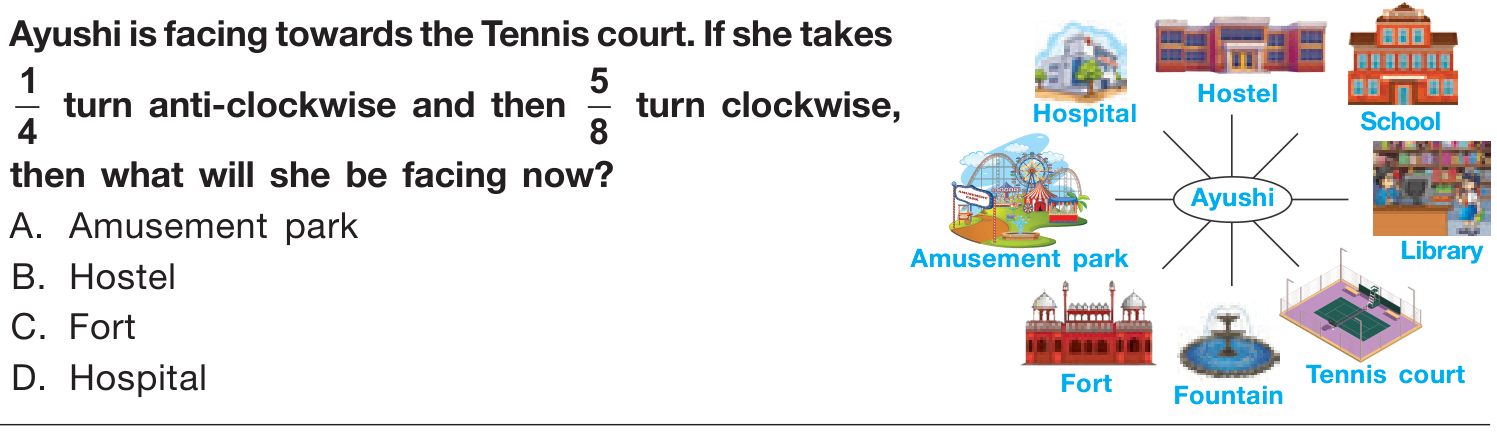 Ayushi is facing towards the Tennis court. If she takes
1/4 turn anti-clockwise and then 5/8 turn clockwise,
then what will she be facing now?
A. Amusement park
B. Hostel
C. Fort
D. Hospital
Hospital
Hostel
School
Amusement park
AMUSEMENT PARK
Ayushi
Library
Fort
Fountain
Tennis court